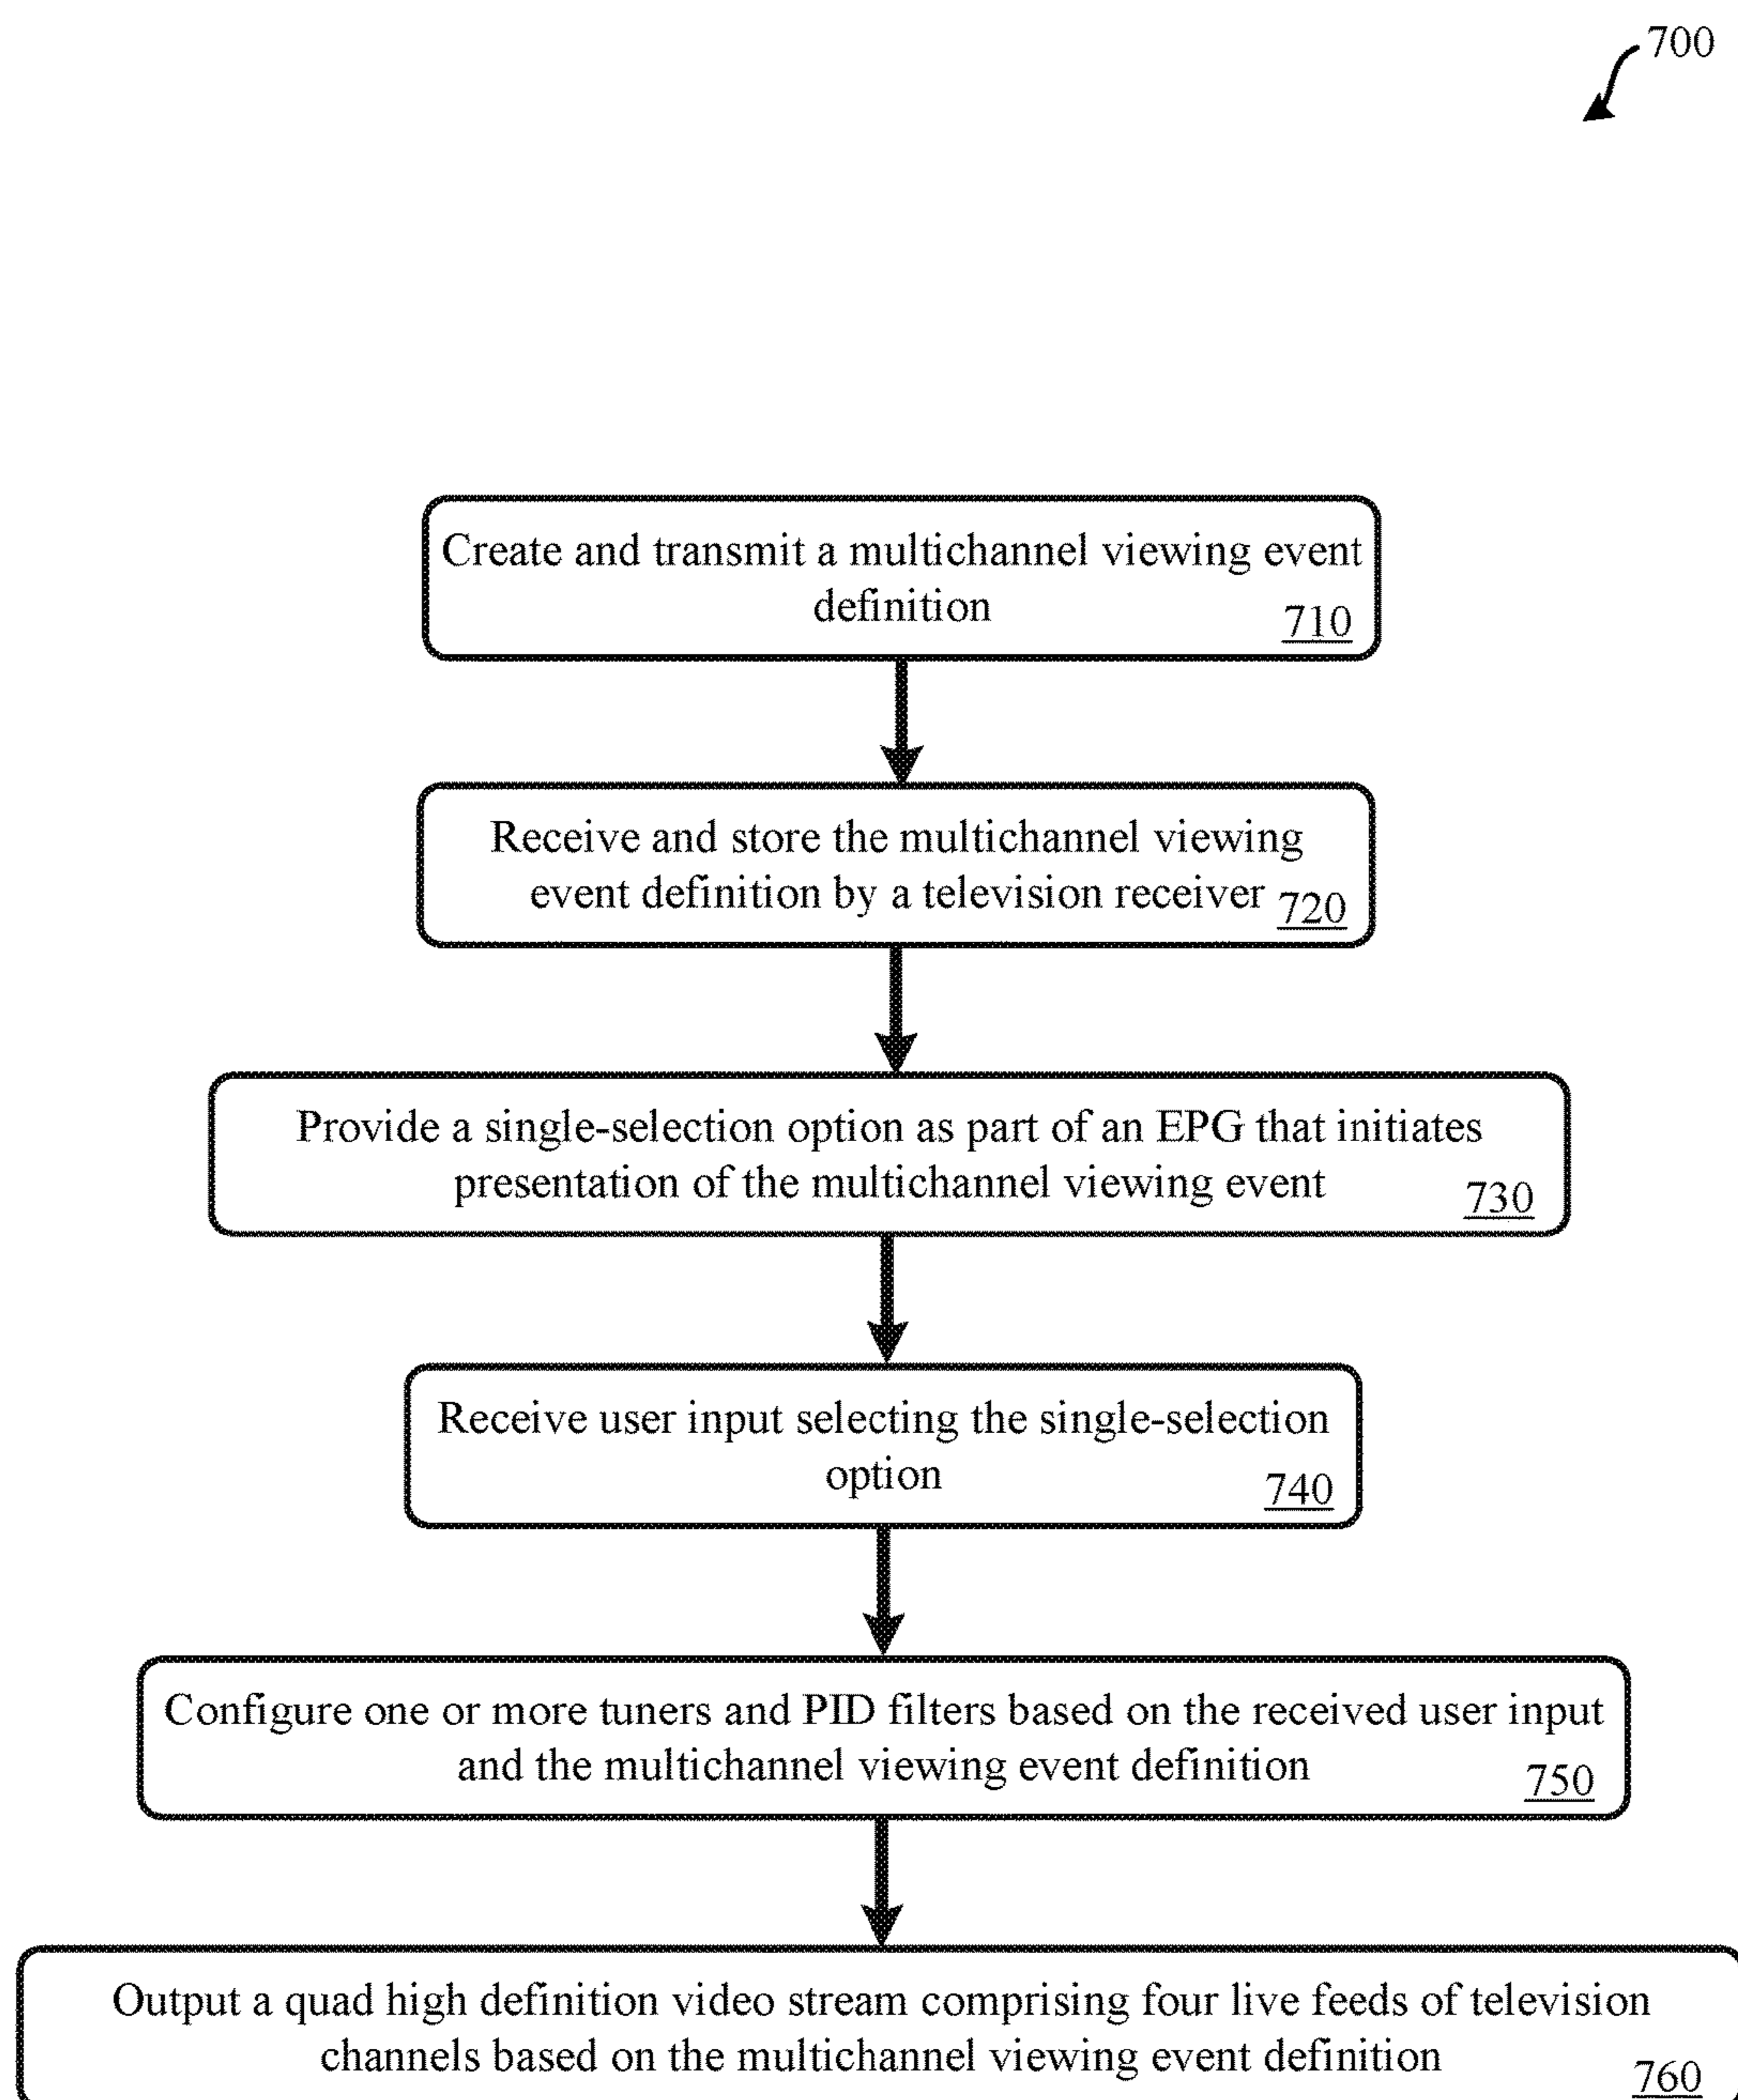 700
Create and transmit a multichannel viewing event
definition
710
Receive and store the multichannel viewing
event definition by a television receiver
720
Provide a single-selection option as part of an EPG that initiates
presentation of the multichannel viewing event
730
Receive user input selecting the single-selection
option
740
Configure one or more tuners and PID filters based on the received user input
and the multichannel viewing event definition
750
Output a quad high definition video stream comprising four live feeds of television
channels based on the multichannel viewing event definition
760